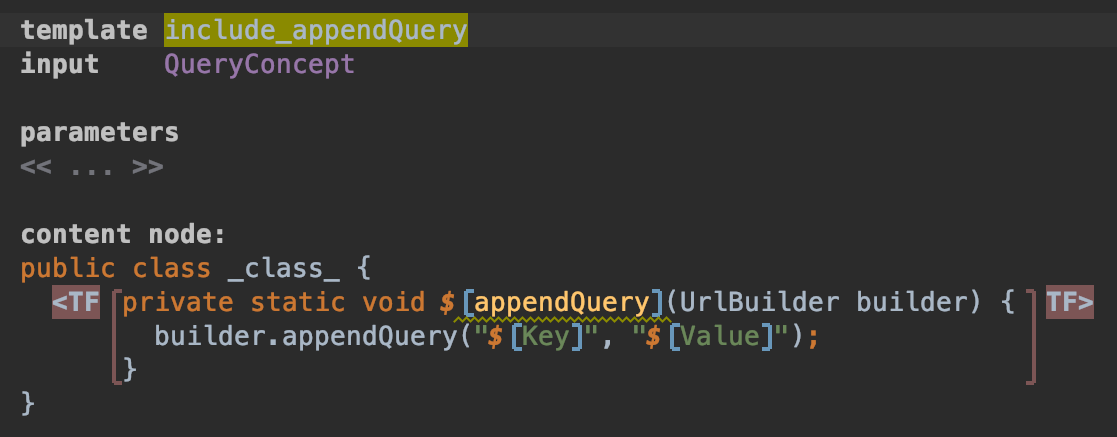 template include_appendQuery
input    QueryConcept
parameters
<< ... >>
content node:
public class _class_ {
<TF [private static void $[appendQuery](UrlBuilder builder) { ] TF>
builder.appendQuery("$[Key]", "$[Value]");
}
}